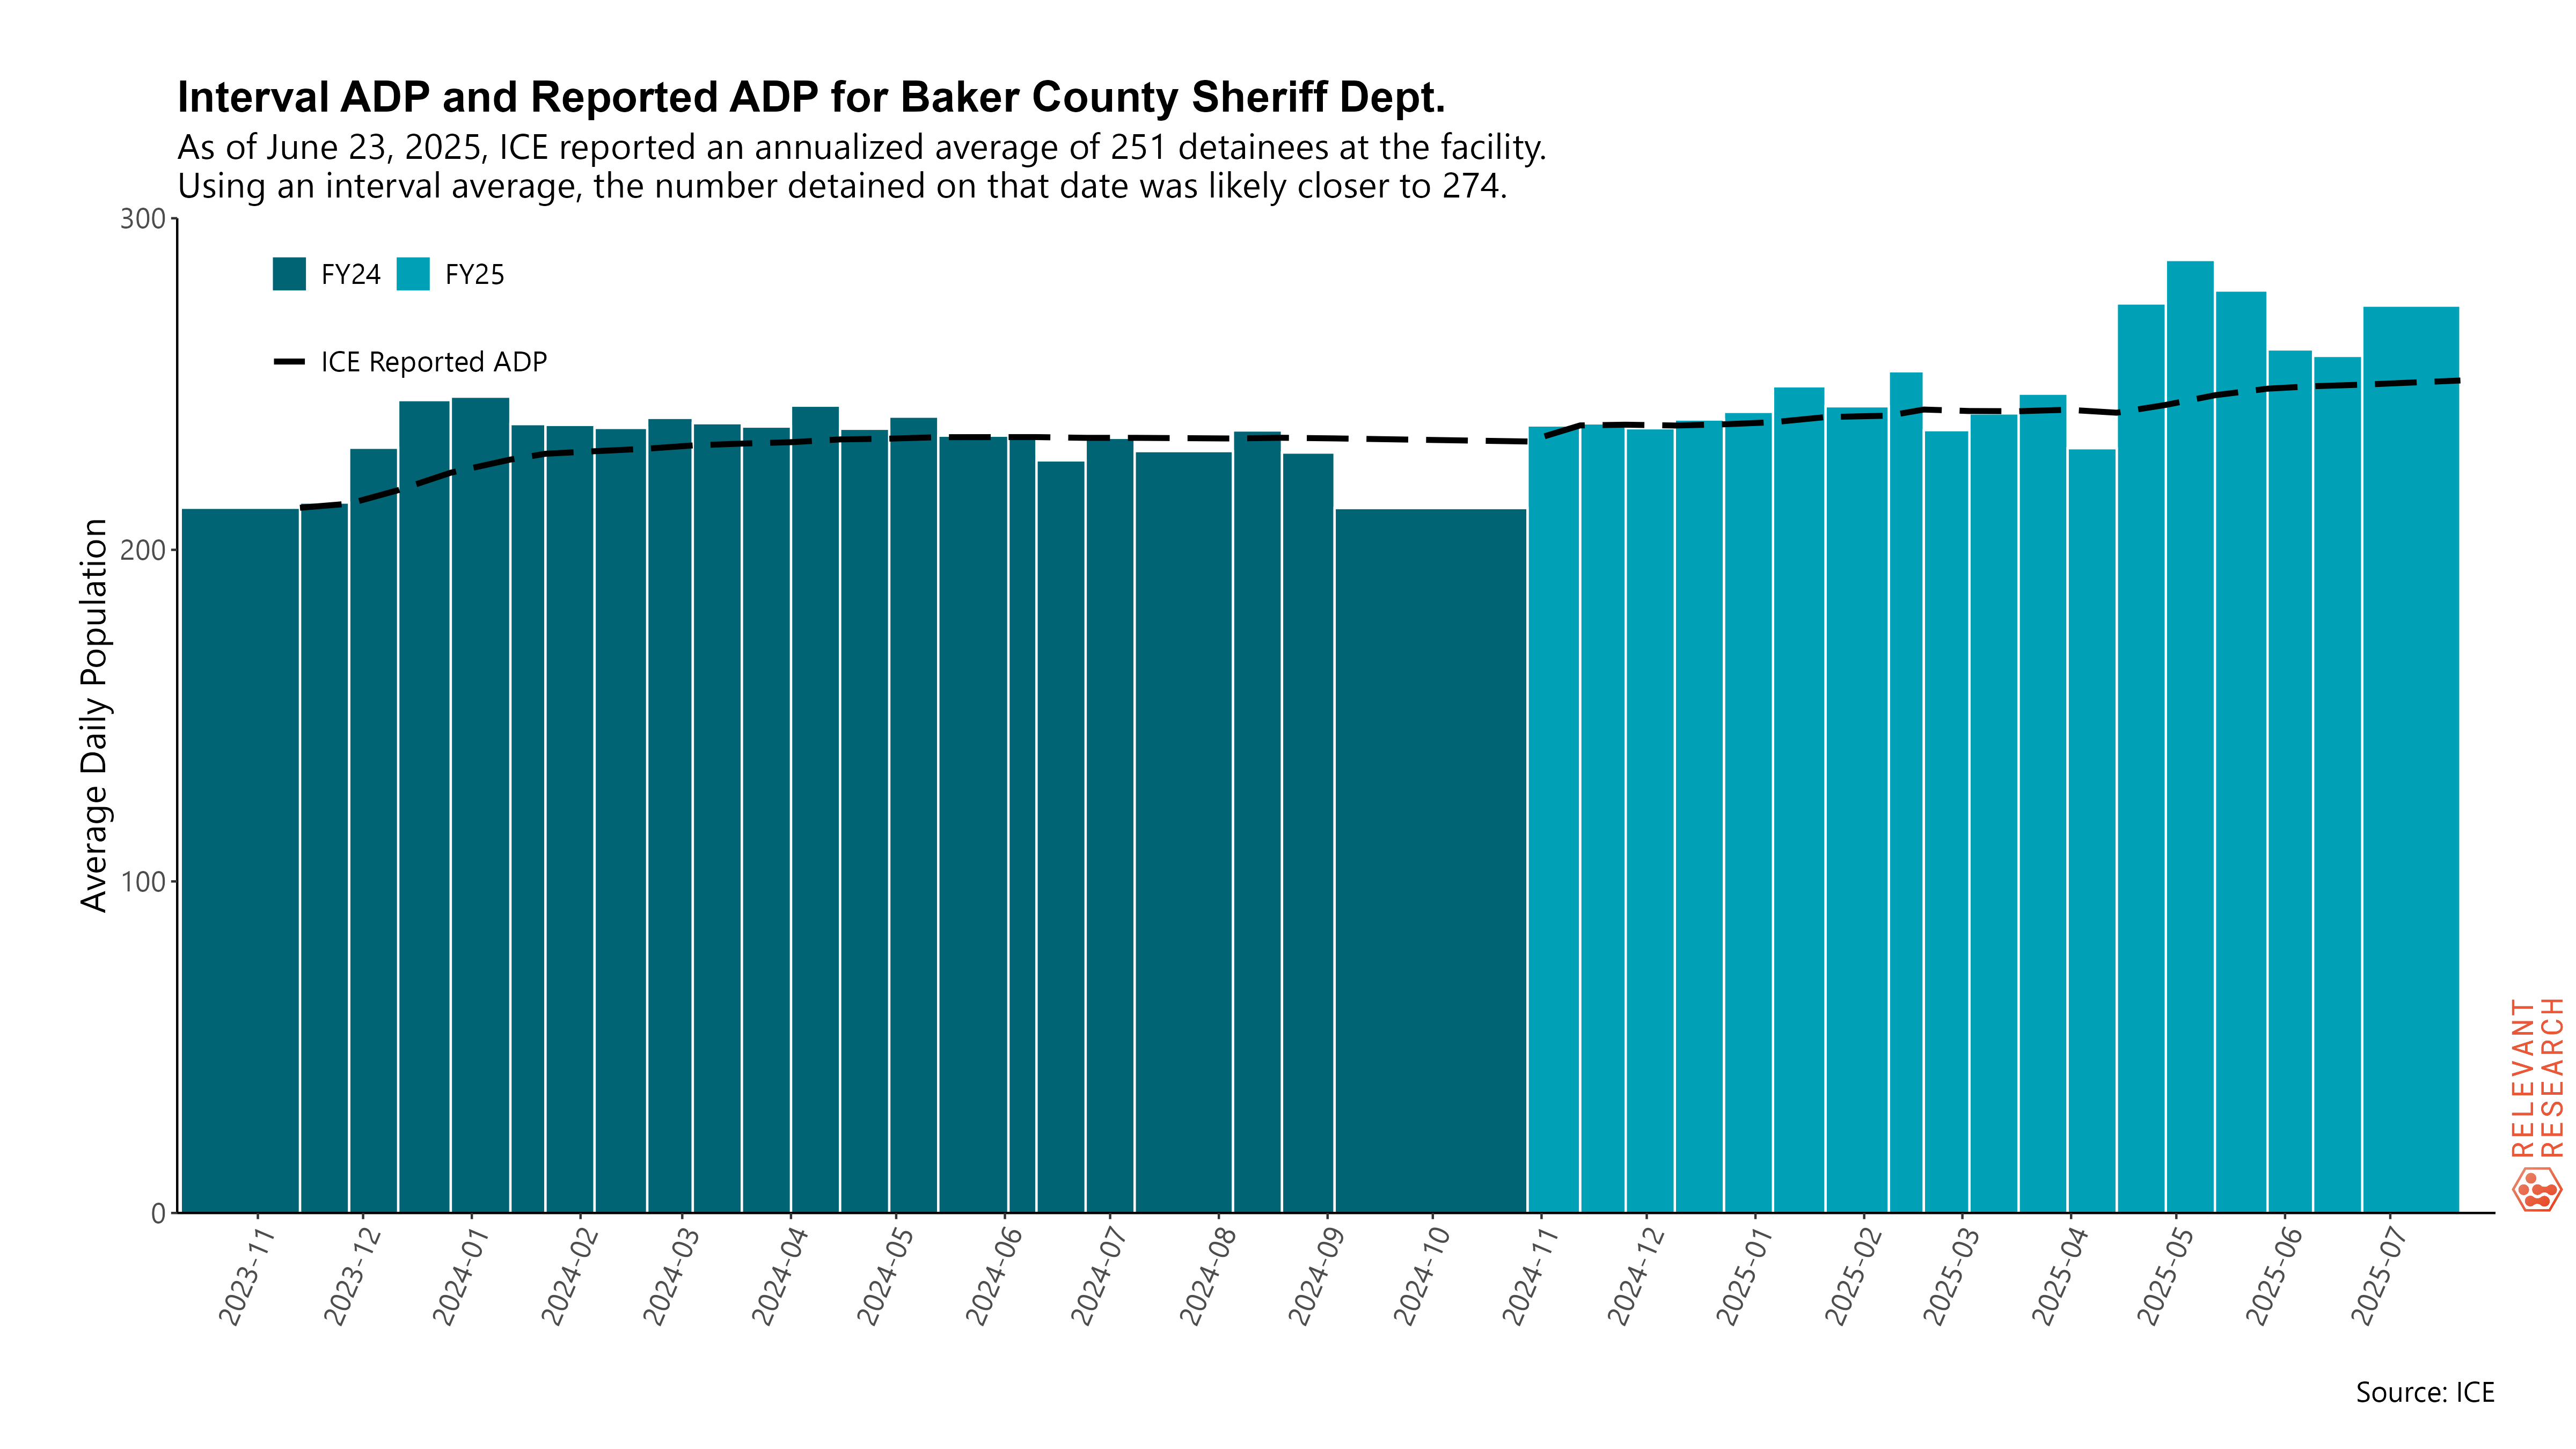 Interval ADP and Reported ADP for Baker County Sheriff Dept.
As of June 23, 2025, ICE reported an annualized average of 251 detainees at the facility.
Using an interval average, the number detained on that date was likely closer to 274.
300
200
100
0
Average Daily Population
FY24 FY25
ICE Reported ADP
2023-11
2023-12
2024-01
2024-02
2024-03
2024-04
2024-05
2024-06
2024-07
2024-08
2024-09
2024-10
2024-11
2024-12
2025-01
2025-02
2025-03
2025-04
2025-05
2025-06
2025-07
RELEVANT
RESEARCH
Source: ICE